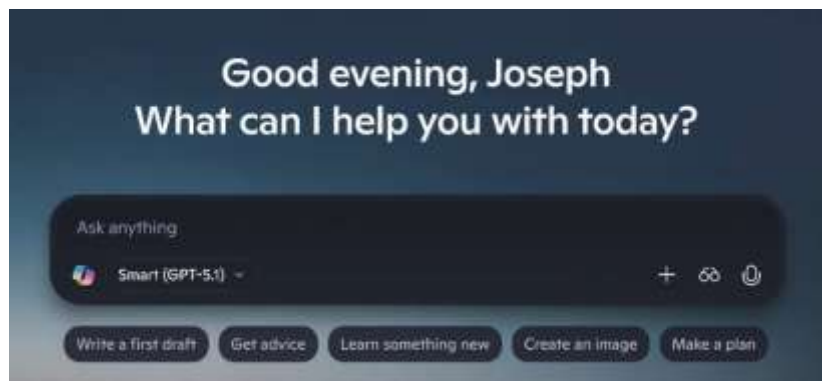 Good evening, Joseph
What can I help you with today?
Ask anything
Smart (GPT-5.1)
Write a first draft
Get advice
Learn something new
Create an image
Make a plan